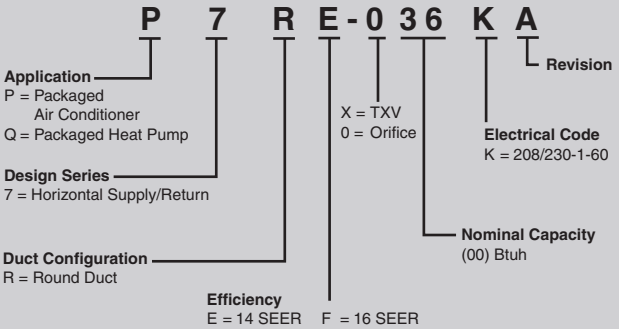 P 7 R E - 0 36 K A
Revision
Application
P = Packaged
Air Conditioner
Q = Packaged Heat Pump
X = TXV
0 = Orifice
Electrical Code
K = 208/230-1-60
Design Series
7 = Horizontal Supply/Return
Nominal Capacity
(00) Btuh
Duct Configuration
R = Round Duct
Efficiency
E = 14 SEER F = 16 SEER